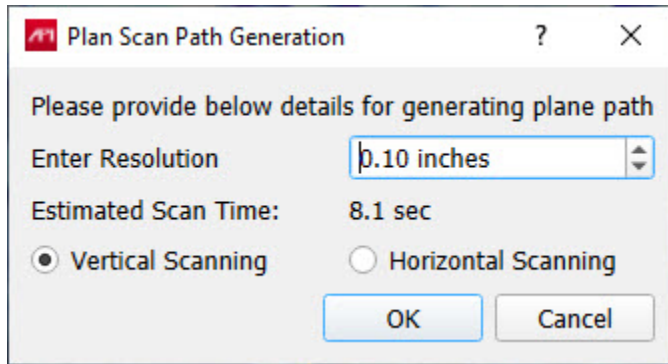 API Plan Scan Path Generation ?
Please provide below details for generating plane path
Enter Resolution 0.10 inches
Estimated Scan Time: 8.1 sec
Vertical Scanning Horizontal Scanning
OK Cancel